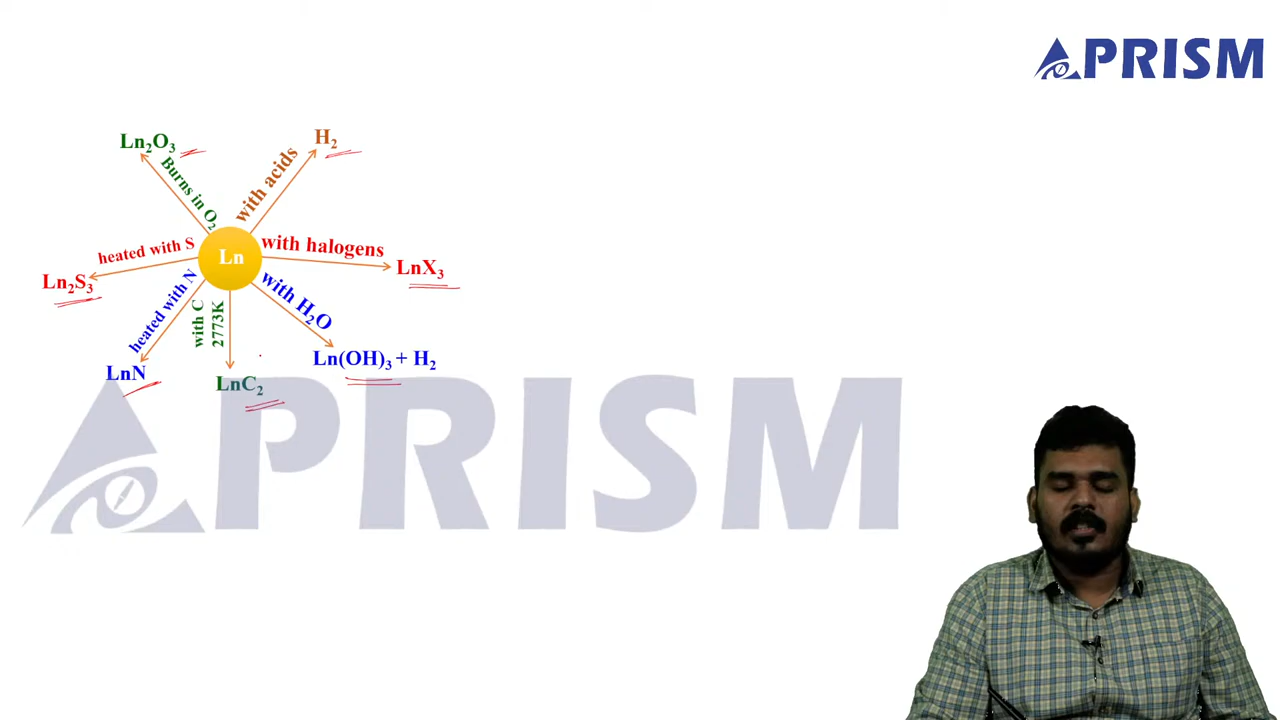 PRISM
Ln₂O₃
H₂
Burns in O₂
with acids
heated with S
Ln
with halogens
Ln₂S₃
LnX₃
heated with N
with C
2773K
with H₂O
LnN
LnC₂
Ln(OH)₃ + H₂
PRISM